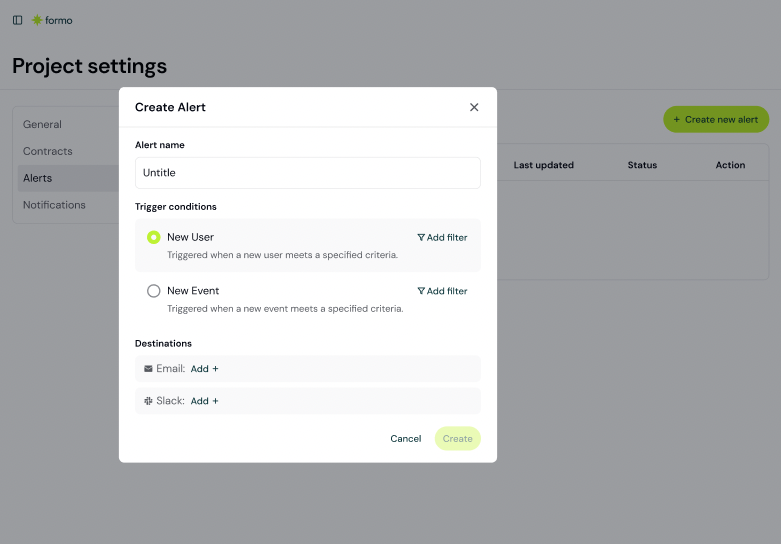 formo
Project settings
General
Contracts
Alerts
Notifications
+ Create new alert
Last updated Status Action
Create Alert
Alert name
Untitle
Trigger conditions
New User Add filter
Triggered when a new user meets a specified criteria.
New Event Add filter
Triggered when a new event meets a specified criteria.
Destinations
Email: Add +
Slack: Add +
Cancel Create